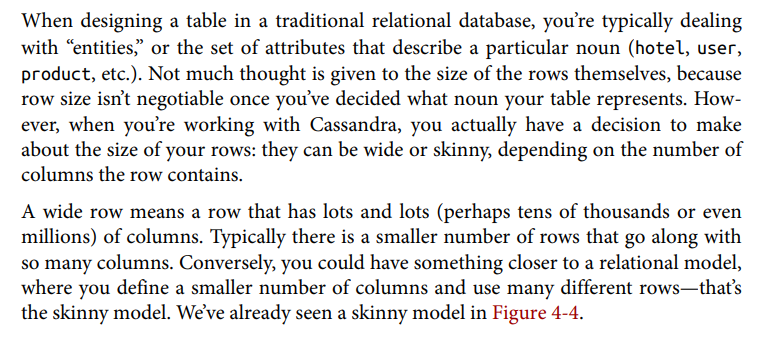 When designing a table in a traditional relational database, you’re typically dealing
with “entities,” or the set of attributes that describe a particular noun (hotel, user,
product, etc.). Not much thought is given to the size of the rows themselves, because
row size isn’t negotiable once you’ve decided what noun your table represents. How-
ever, when you’re working with Cassandra, you actually have a decision to make
about the size of your rows: they can be wide or skinny, depending on the number of
columns the row contains.
A wide row means a row that has lots and lots (perhaps tens of thousands or even
millions) of columns. Typically there is a smaller number of rows that go along with
so many columns. Conversely, you could have something closer to a relational model,
where you define a smaller number of columns and use many different rows—that’s
the skinny model. We’ve already seen a skinny model in Figure 4-4.